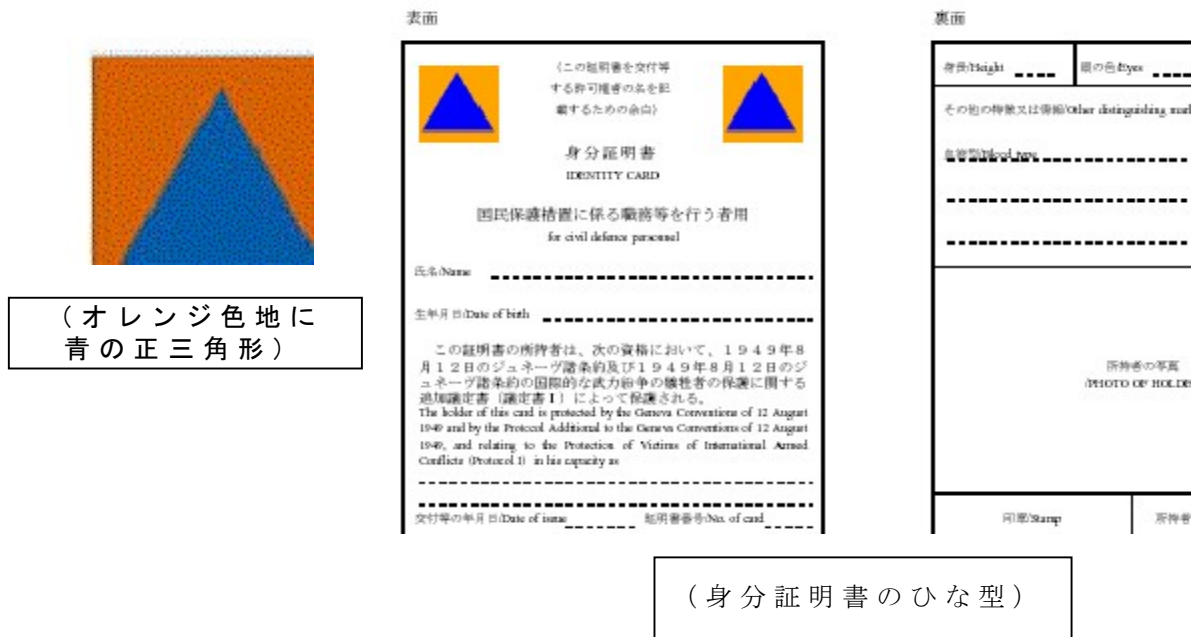 表面
(この証明書を交付等
する許可権者の名を記
載するための余白)
身分証明書
IDENTITY CARD
国民保護措置に係る職務等を行う者用
for civil defence personnel
氏名/Name
生年月日/Date of birth
この証明書の所持者は、次の資格において、1949年8
月12日のジュネーヴ諸条約及び1949年8月12日のジ
ュネーヴ諸条約の国際的な武力紛争の犠牲者の保護に関する
追加議定書(議定書I)によって保護される。
The holder of this card is protected by the Geneva Conventions of 12 August
1949 and by the Protocol Additional to the Geneva Conventions of 12 August
1949, and relating to the Protection of Victims of International Armed
Conflicts (Protocol I) in his capacity as
交付等の年月日/Date of issue 証明書番号/No. of card
裏面
身長/Height 眼の色/Eyes
その他の特徴又は情報/Other distinguishing mark
血液型/Blood type
所持者の写真
/PHOTO OF HOLDE
印章/Stamp 所持者
(オレンジ色地に
青の正三角形)
(身分証明書のひな型)